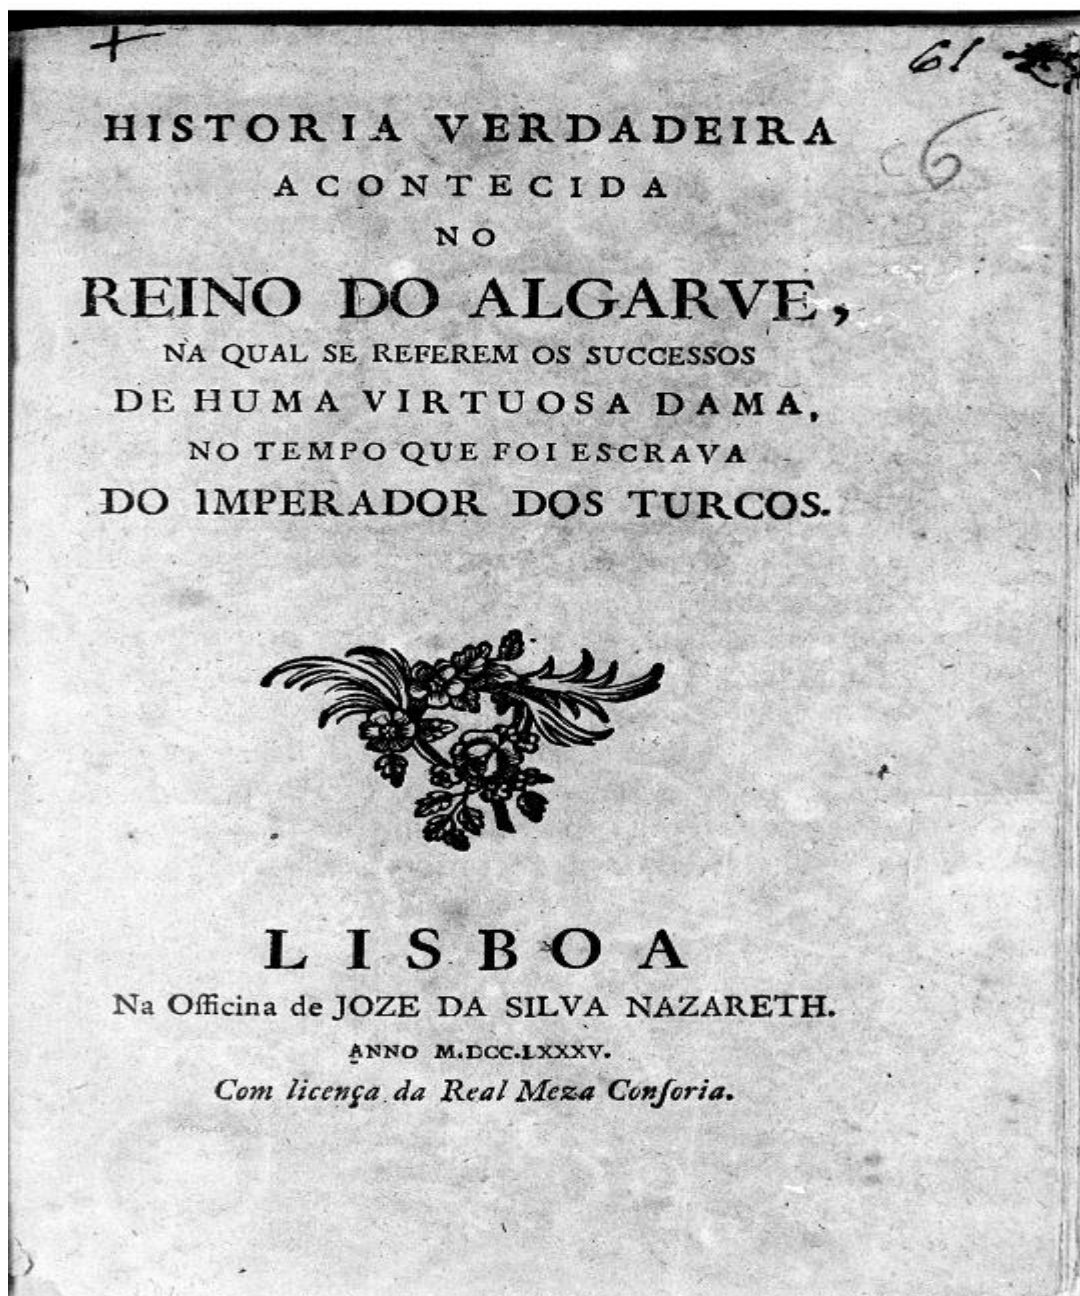 61
6
HISTORIA VERDADEIRA
ACONTECIDA
NO
REINO DO ALGARVE,
NA QUAL SE REFEREM OS SUCCESSOS
DE HUMA VIRTUOSA DAMA,
NO TEMPO QUE FOI ESCRAVA
DO IMPERADOR DOS TURCOS.
LISBOA
Na Officina de JOZE DA SILVA NAZARETH.
ANNO M.DCC.LXXXV.
Com licença da Real Meza Conſoria.